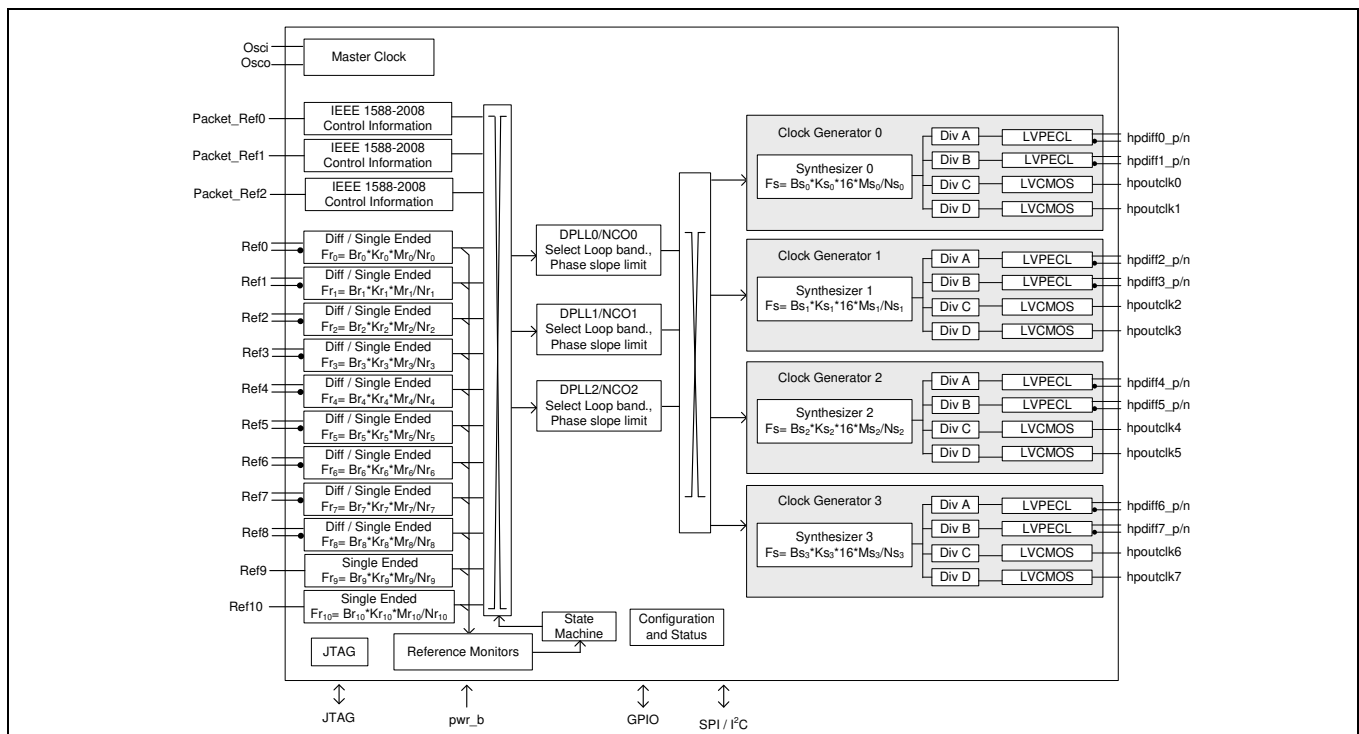 Osci
Osco
Master Clock
Packet_Ref0
IEEE 1588-2008
Control Information
Packet_Ref1
IEEE 1588-2008
Control Information
Packet_Ref2
IEEE 1588-2008
Control Information
Ref0
Diff / Single Ended
Fr₀= Br₀*Kr₀*Mr₀/Nr₀
Ref1
Diff / Single Ended
Fr₁= Br₁*Kr₁*Mr₁/Nr₁
Ref2
Diff / Single Ended
Fr₂= Br₂*Kr₂*Mr₂/Nr₂
Ref3
Diff / Single Ended
Fr₃= Br₃*Kr₃*Mr₃/Nr₃
Ref4
Diff / Single Ended
Fr₄= Br₄*Kr₄*Mr₄/Nr₄
Ref5
Diff / Single Ended
Fr₅= Br₅*Kr₅*Mr₅/Nr₅
Ref6
Diff / Single Ended
Fr₆= Br₆*Kr₆*Mr₆/Nr₆
Ref7
Diff / Single Ended
Fr₇= Br₇*Kr₇*Mr₇/Nr₇
Ref8
Diff / Single Ended
Fr₈= Br₈*Kr₈*Mr₈/Nr₈
Ref9
Single Ended
Fr₉= Br₉*Kr₉*Mr₉/Nr₉
Ref10
Single Ended
Fr₁₀= Br₁₀*Kr₁₀*Mr₁₀/Nr₁₀
JTAG
Reference Monitors
State
Machine
Configuration
and Status
DPLL0/NCO0
Select Loop band.,
Phase slope limit
DPLL1/NCO1
Select Loop band.,
Phase slope limit
DPLL2/NCO2
Select Loop band.,
Phase slope limit
Clock Generator 0
Synthesizer 0
Fs= Bs₀*Ks₀*16*Ms₀/Ns₀
Div A
LVPECL
hpdiff0_p/n
Div B
LVPECL
hpdiff1_p/n
Div C
LVCMOS
hpoutclk0
Div D
LVCMOS
hpoutclk1
Clock Generator 1
Synthesizer 1
Fs= Bs₁*Ks₁*16*Ms₁/Ns₁
Div A
LVPECL
hpdiff2_p/n
Div B
LVPECL
hpdiff3_p/n
Div C
LVCMOS
hpoutclk2
Div D
LVCMOS
hpoutclk3
Clock Generator 2
Synthesizer 2
Fs= Bs₂*Ks₂*16*Ms₂/Ns₂
Div A
LVPECL
hpdiff4_p/n
Div B
LVPECL
hpdiff5_p/n
Div C
LVCMOS
hpoutclk4
Div D
LVCMOS
hpoutclk5
Clock Generator 3
Synthesizer 3
Fs= Bs₃*Ks₃*16*Ms₃/Ns₃
Div A
LVPECL
hpdiff6_p/n
Div B
LVPECL
hpdiff7_p/n
Div C
LVCMOS
hpoutclk6
Div D
LVCMOS
hpoutclk7
JTAG
pwr_b
GPIO
SPI / I²C